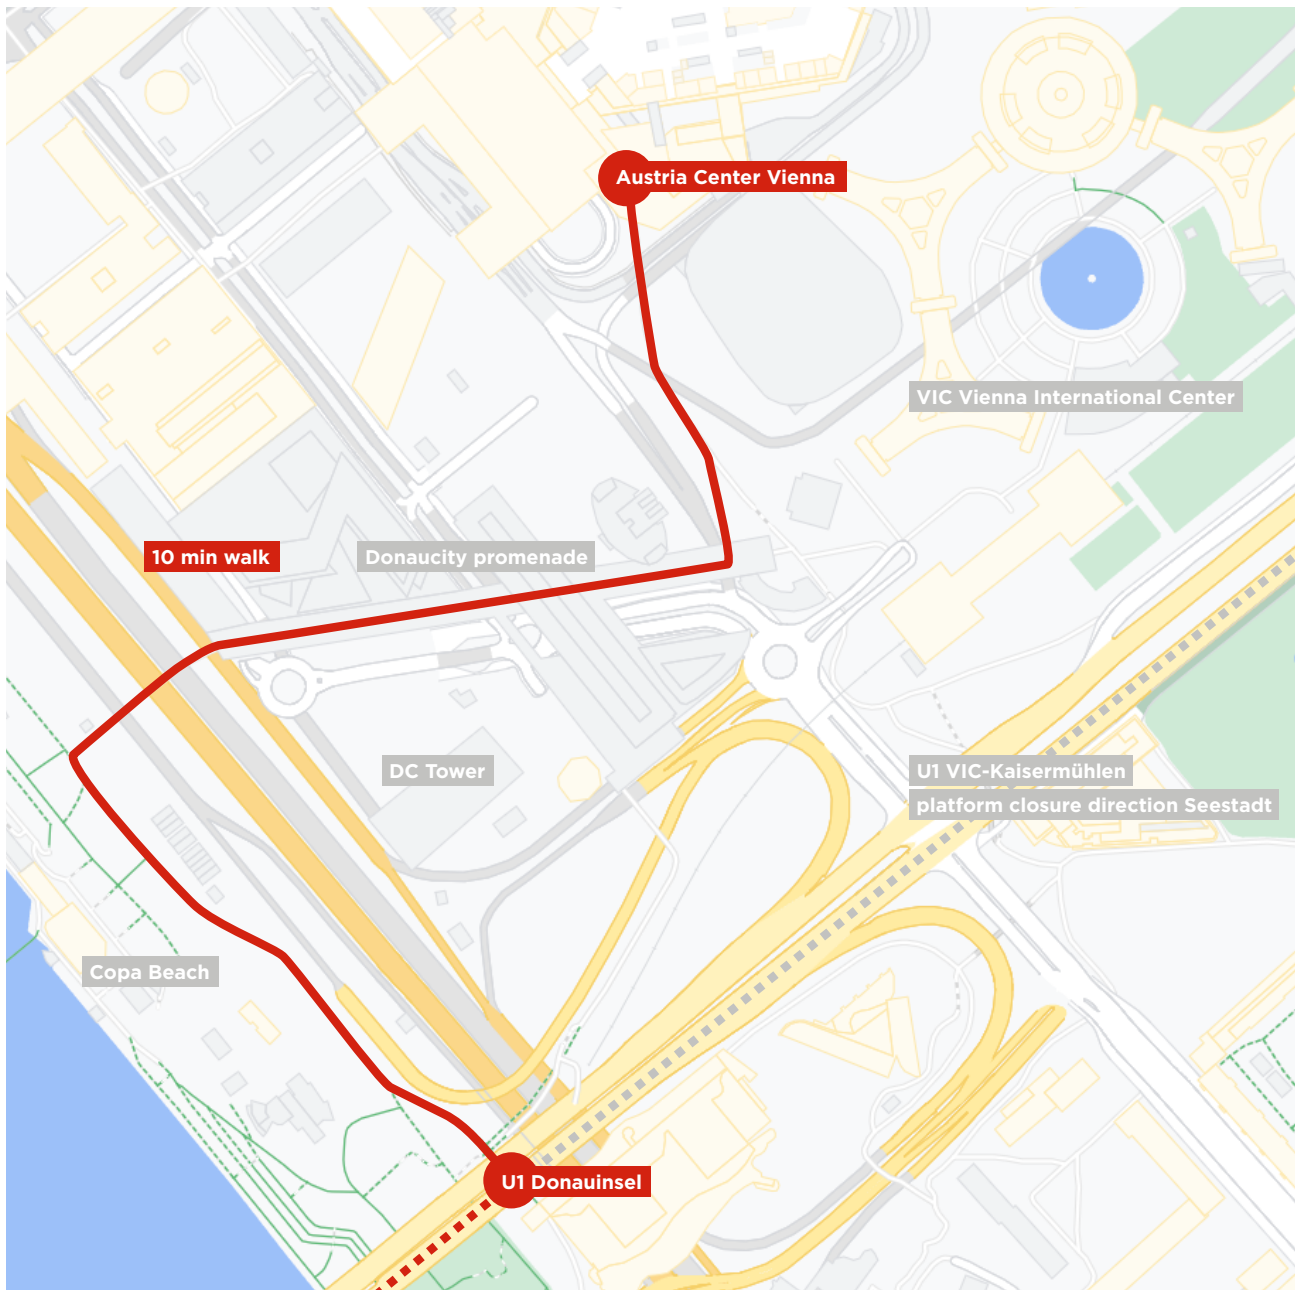 Austria Center Vienna
VIC Vienna International Center
10 min walk
Donaucity promenade
DC Tower
U1 VIC-Kaisermühlen
platform closure direction Seestadt
Copa Beach
U1 Donauinsel